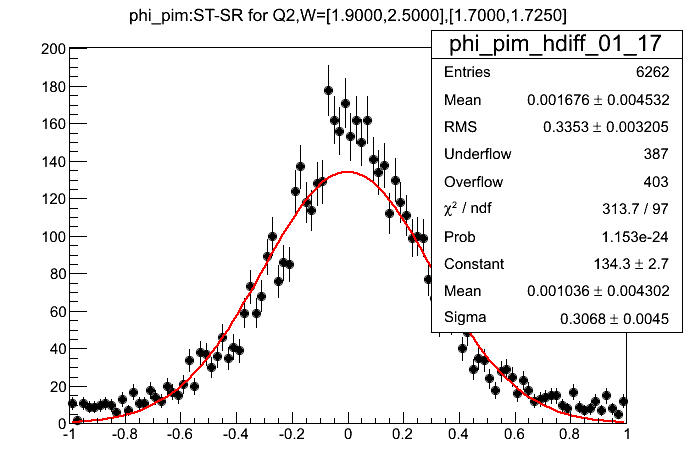 phi_pim:ST-SR for Q2,W=[1.9000,2.5000],[1.7000,1.7250]
phi_pim_hdiff_01_17
Entries 6262
Mean 0.001676 ± 0.004532
RMS 0.3353 ± 0.003205
Underflow 387
Overflow 403
χ² / ndf 313.7 / 97
Prob 1.153e-24
Constant 134.3 ± 2.7
Mean 0.001036 ± 0.004302
Sigma 0.3068 ± 0.0045
200
180
160
140
120
100
80
60
40
20
0
-1 -0.8 -0.6 -0.4 -0.2 0 0.2 0.4 0.6 0.8 1